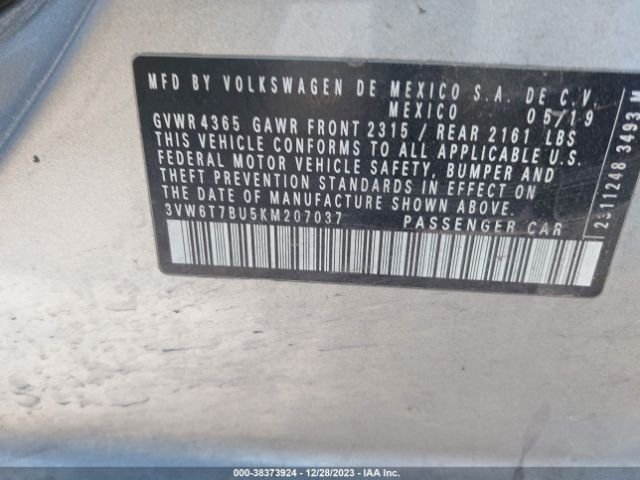 MFD BY VOLKSWAGEN DE MEXICO S.A. DE C.V.
MEXICO 05/19
GVWR 4365 GAWR FRONT 2315 / REAR 2161 LBS
THIS VEHICLE CONFORMS TO ALL APPLICABLE U.S.
FEDERAL MOTOR VEHICLE SAFETY, BUMPER AND
THEFT PREVENTION STANDARDS IN EFFECT ON
THE DATE OF MANUFACTURE SHOWN ABOVE.
3VW6T7BU5KM207037 PASSENGER CAR
2311248 3493 M
000-38373924 - 12/28/2023 - IAA Inc.